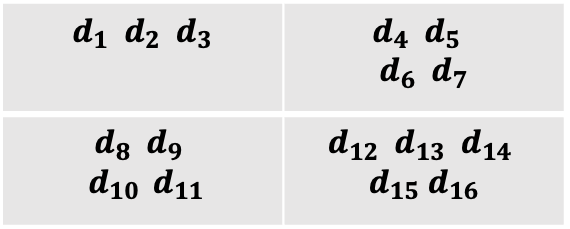 d₁ d₂ d₃
d₄ d₅
d₆ d₇
d₈ d₉
d₁₀ d₁₁
d₁₂ d₁₃ d₁₄
d₁₅ d₁₆